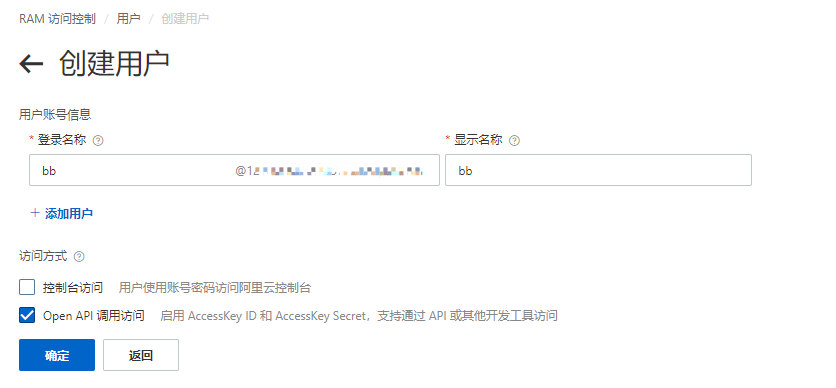 RAM 访问控制 / 用户 / 创建用户
← 创建用户
用户账号信息
* 登录名称 * 显示名称
bb @12 bb
+ 添加用户
访问方式
控制台访问 用户使用账号密码访问阿里云控制台
Open API 调用访问 启用 AccessKey ID 和 AccessKey Secret，支持通过 API 或其他开发工具访问
确定 返回